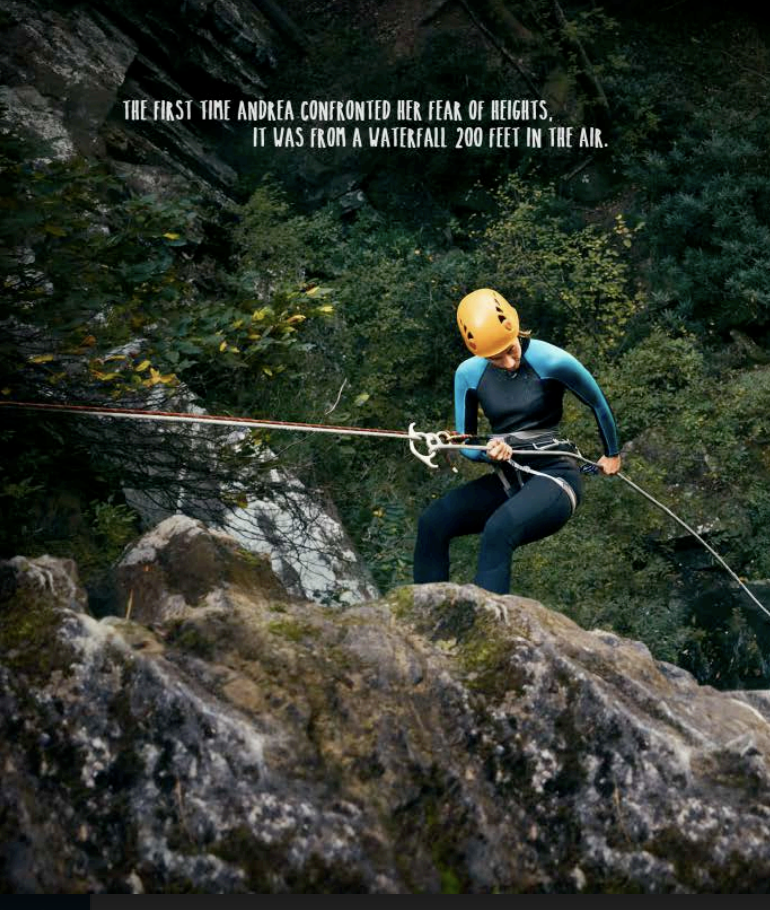 THE FIRST TIME ANDREA CONFRONTED HER FEAR OF HEIGHTS,
IT WAS FROM A WATERFALL 200 FEET IN THE AIR.